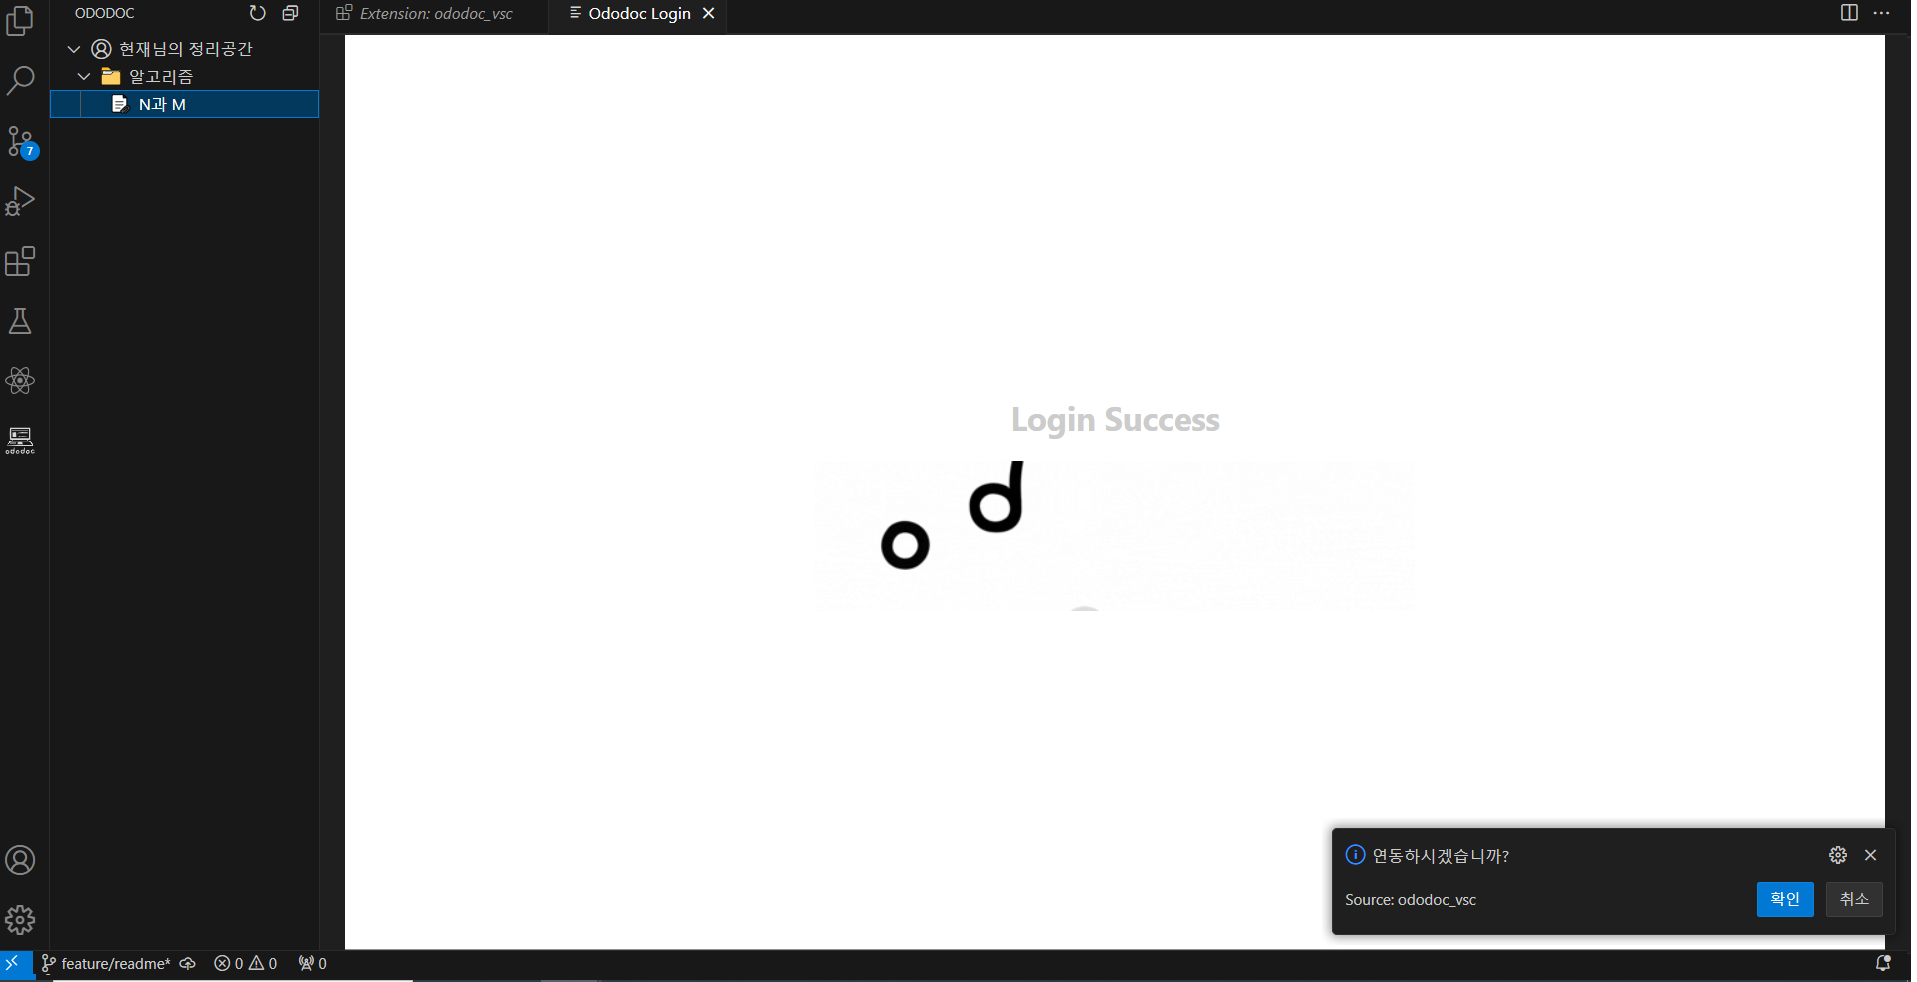 ODODOC
Extension: ododoc_vsc
Ododoc Login
현재님의 정리공간
알고리즘
N과 M
7
ododoc
Login Success
o d
연동하시겠습니까?
Source: ododoc_vsc
확인
취소
feature/readme*
0
0
0